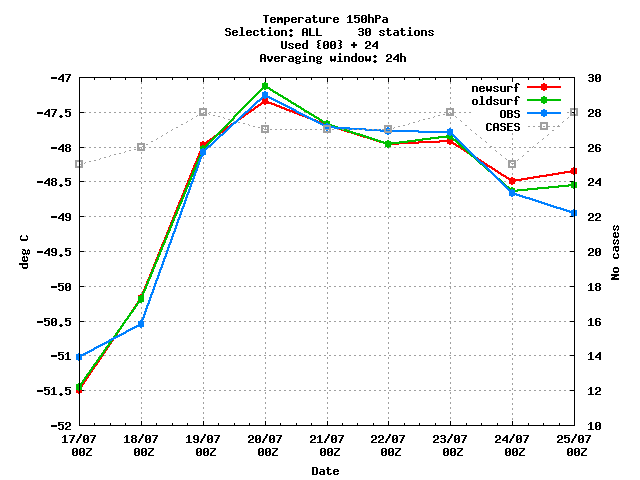 Temperature 150hPa
Selection: ALL 30 stations
Used {00} + 24
Averaging window: 24h
-47 30
-47.5 28
-48 26
-48.5 24
-49 22
-49.5 20
-50 18
-50.5 16
-51 14
-51.5 12
-52 10
newsurf
oldsurf
OBS
CASES
deg C
No cases
17/07 18/07 19/07 20/07 21/07 22/07 23/07 24/07 25/07
00Z 00Z 00Z 00Z 00Z 00Z 00Z 00Z 00Z
Date